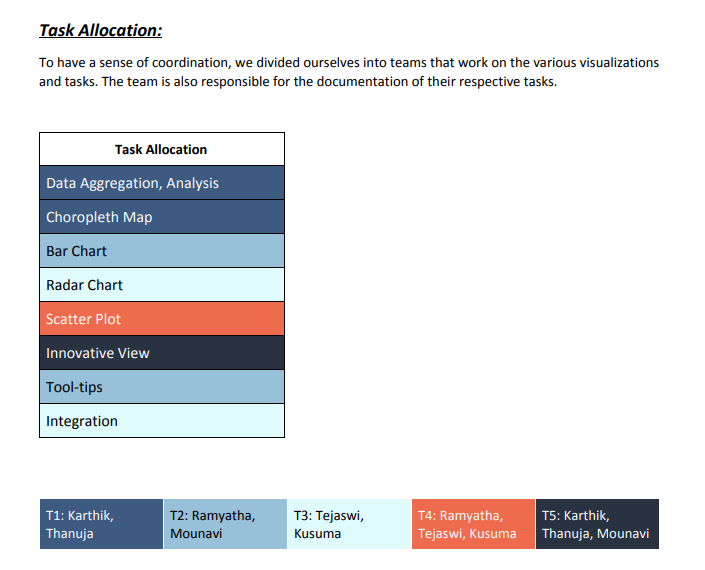 Task Allocation:
To have a sense of coordination, we divided ourselves into teams that work on the various visualizations
and tasks. The team is also responsible for the documentation of their respective tasks.
Task Allocation
Data Aggregation, Analysis
Choropleth Map
Bar Chart
Radar Chart
Scatter Plot
Innovative View
Tool-tips
Integration
T1: Karthik,
Thanuja
T2: Ramyatha,
Mounavi
T3: Tejaswi,
Kusuma
T4: Ramyatha,
Tejaswi, Kusuma
T5: Karthik,
Thanuja, Mounavi